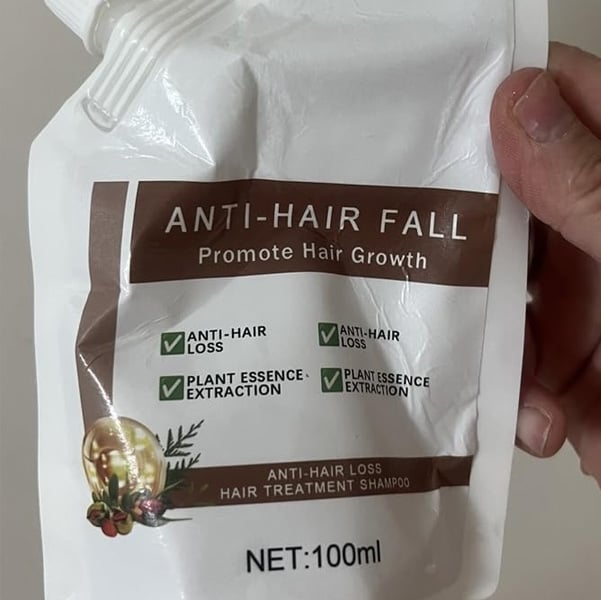 ANTI-HAIR FALL
Promote Hair Growth
ANTI-HAIR
LOSS
ANTI-HAIR
LOSS
PLANT ESSENCE
EXTRACTION
PLANT ESSENCE
EXTRACTION
ANTI-HAIR LOSS
HAIR TREATMENT SHAMPOO
NET:100ml